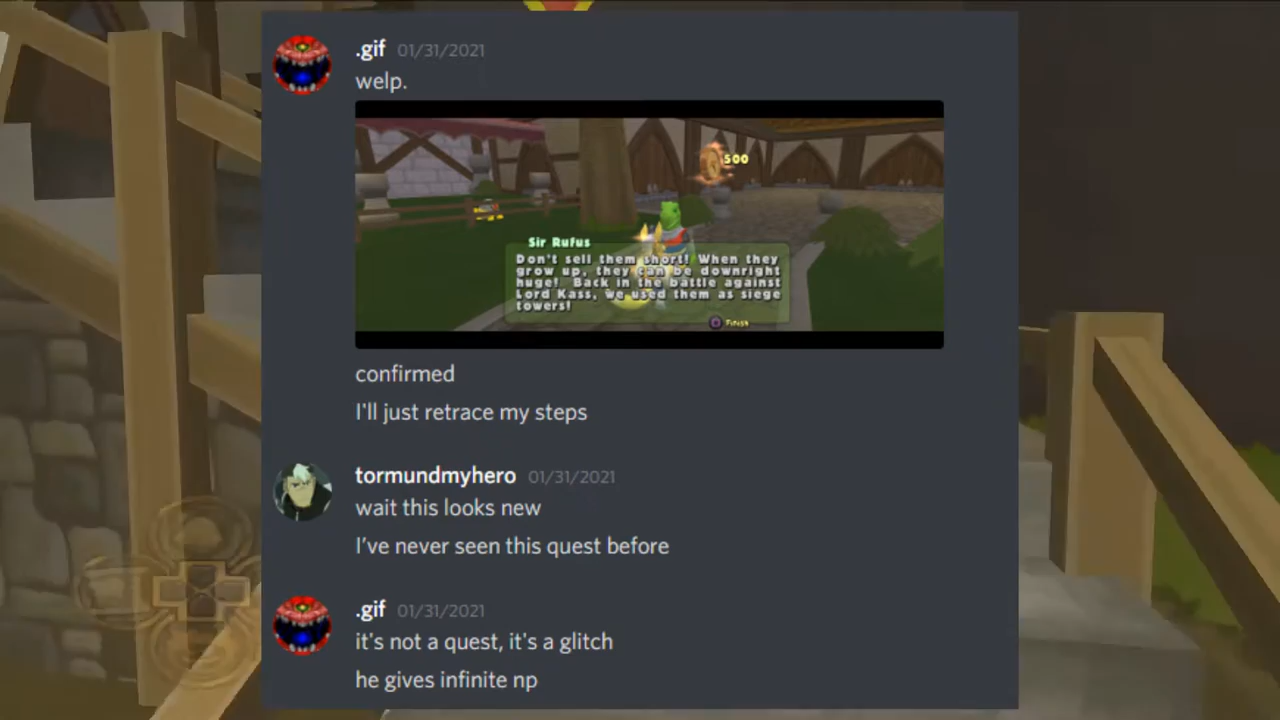 .gif 01/31/2021
welp.
500
Sir Rufus
Don't sell them short! When they
grow up, they can be downright
huge! Back in the battle against
Lord Kass, we used them as siege
towers!
Finish
confirmed
I'll just retrace my steps
tormundmyhero 01/31/2021
wait this looks new
I've never seen this quest before
.gif 01/31/2021
it's not a quest, it's a glitch
he gives infinite np